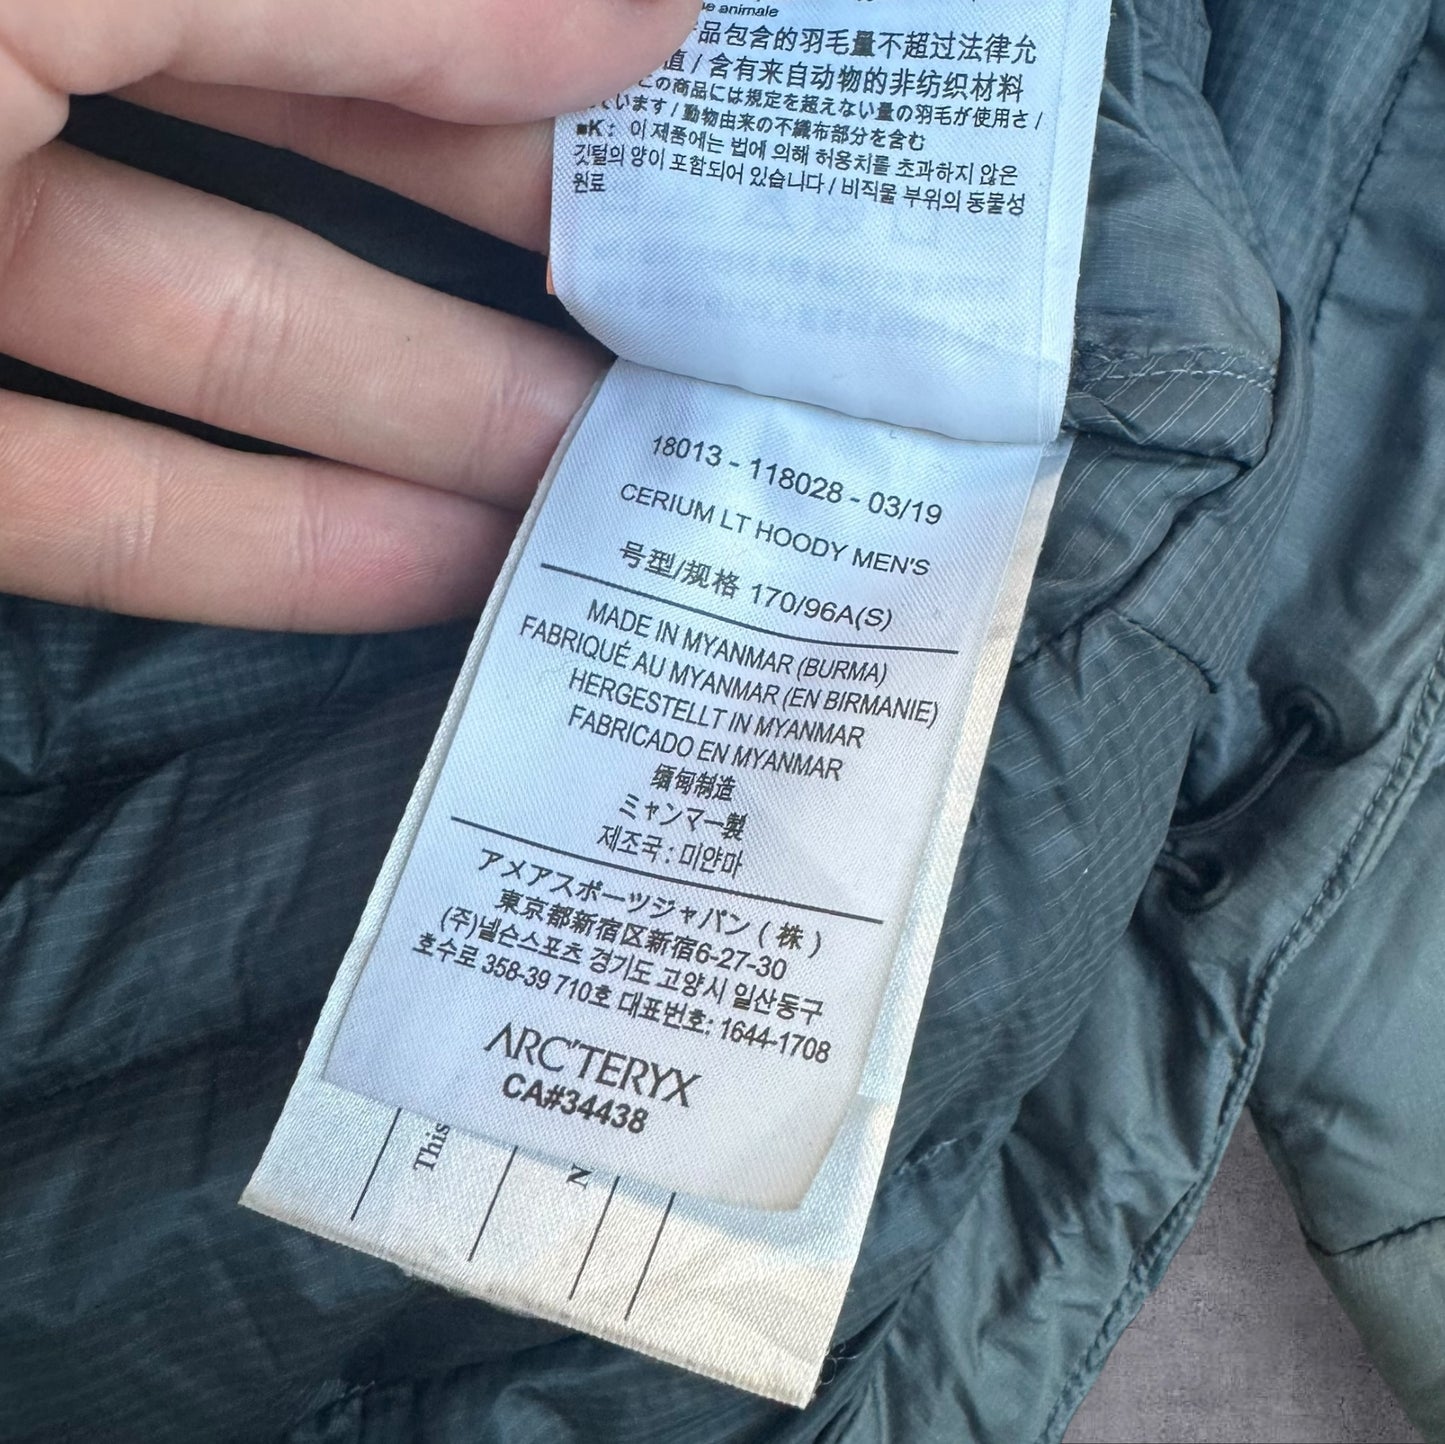 animale
品包含的羽毛量不超过法律允
值 / 含有来自动物的非纺织材料
の商品には規定を超えない量の羽毛が使用さ /
ています / 動物由来の不織布部分を含む
■K : 이 제품에는 법에 의해 허용치를 초과하지 않은
깃털의 양이 포함되어 있습니다 / 비직물 부위의 동물성
원료
18013 - 118028 - 03/19
CERIUM LT HOODY MEN'S
号型/规格 170/96A(S)
MADE IN MYANMAR (BURMA)
FABRIQUÉ AU MYANMAR (EN BIRMANIE)
HERGESTELLT IN MYANMAR
FABRICADO EN MYANMAR
缅甸制造
ミャンマー製
제조국 : 미얀마
アメアスポーツジャパン ( 株 )
東京都新宿区新宿6-27-30
(주)넬슨스포츠 경기도 고양시 일산동구
호수로 358-39 710호 대표번호: 1644-1708
ARC'TERYX
CA#34438
This
N